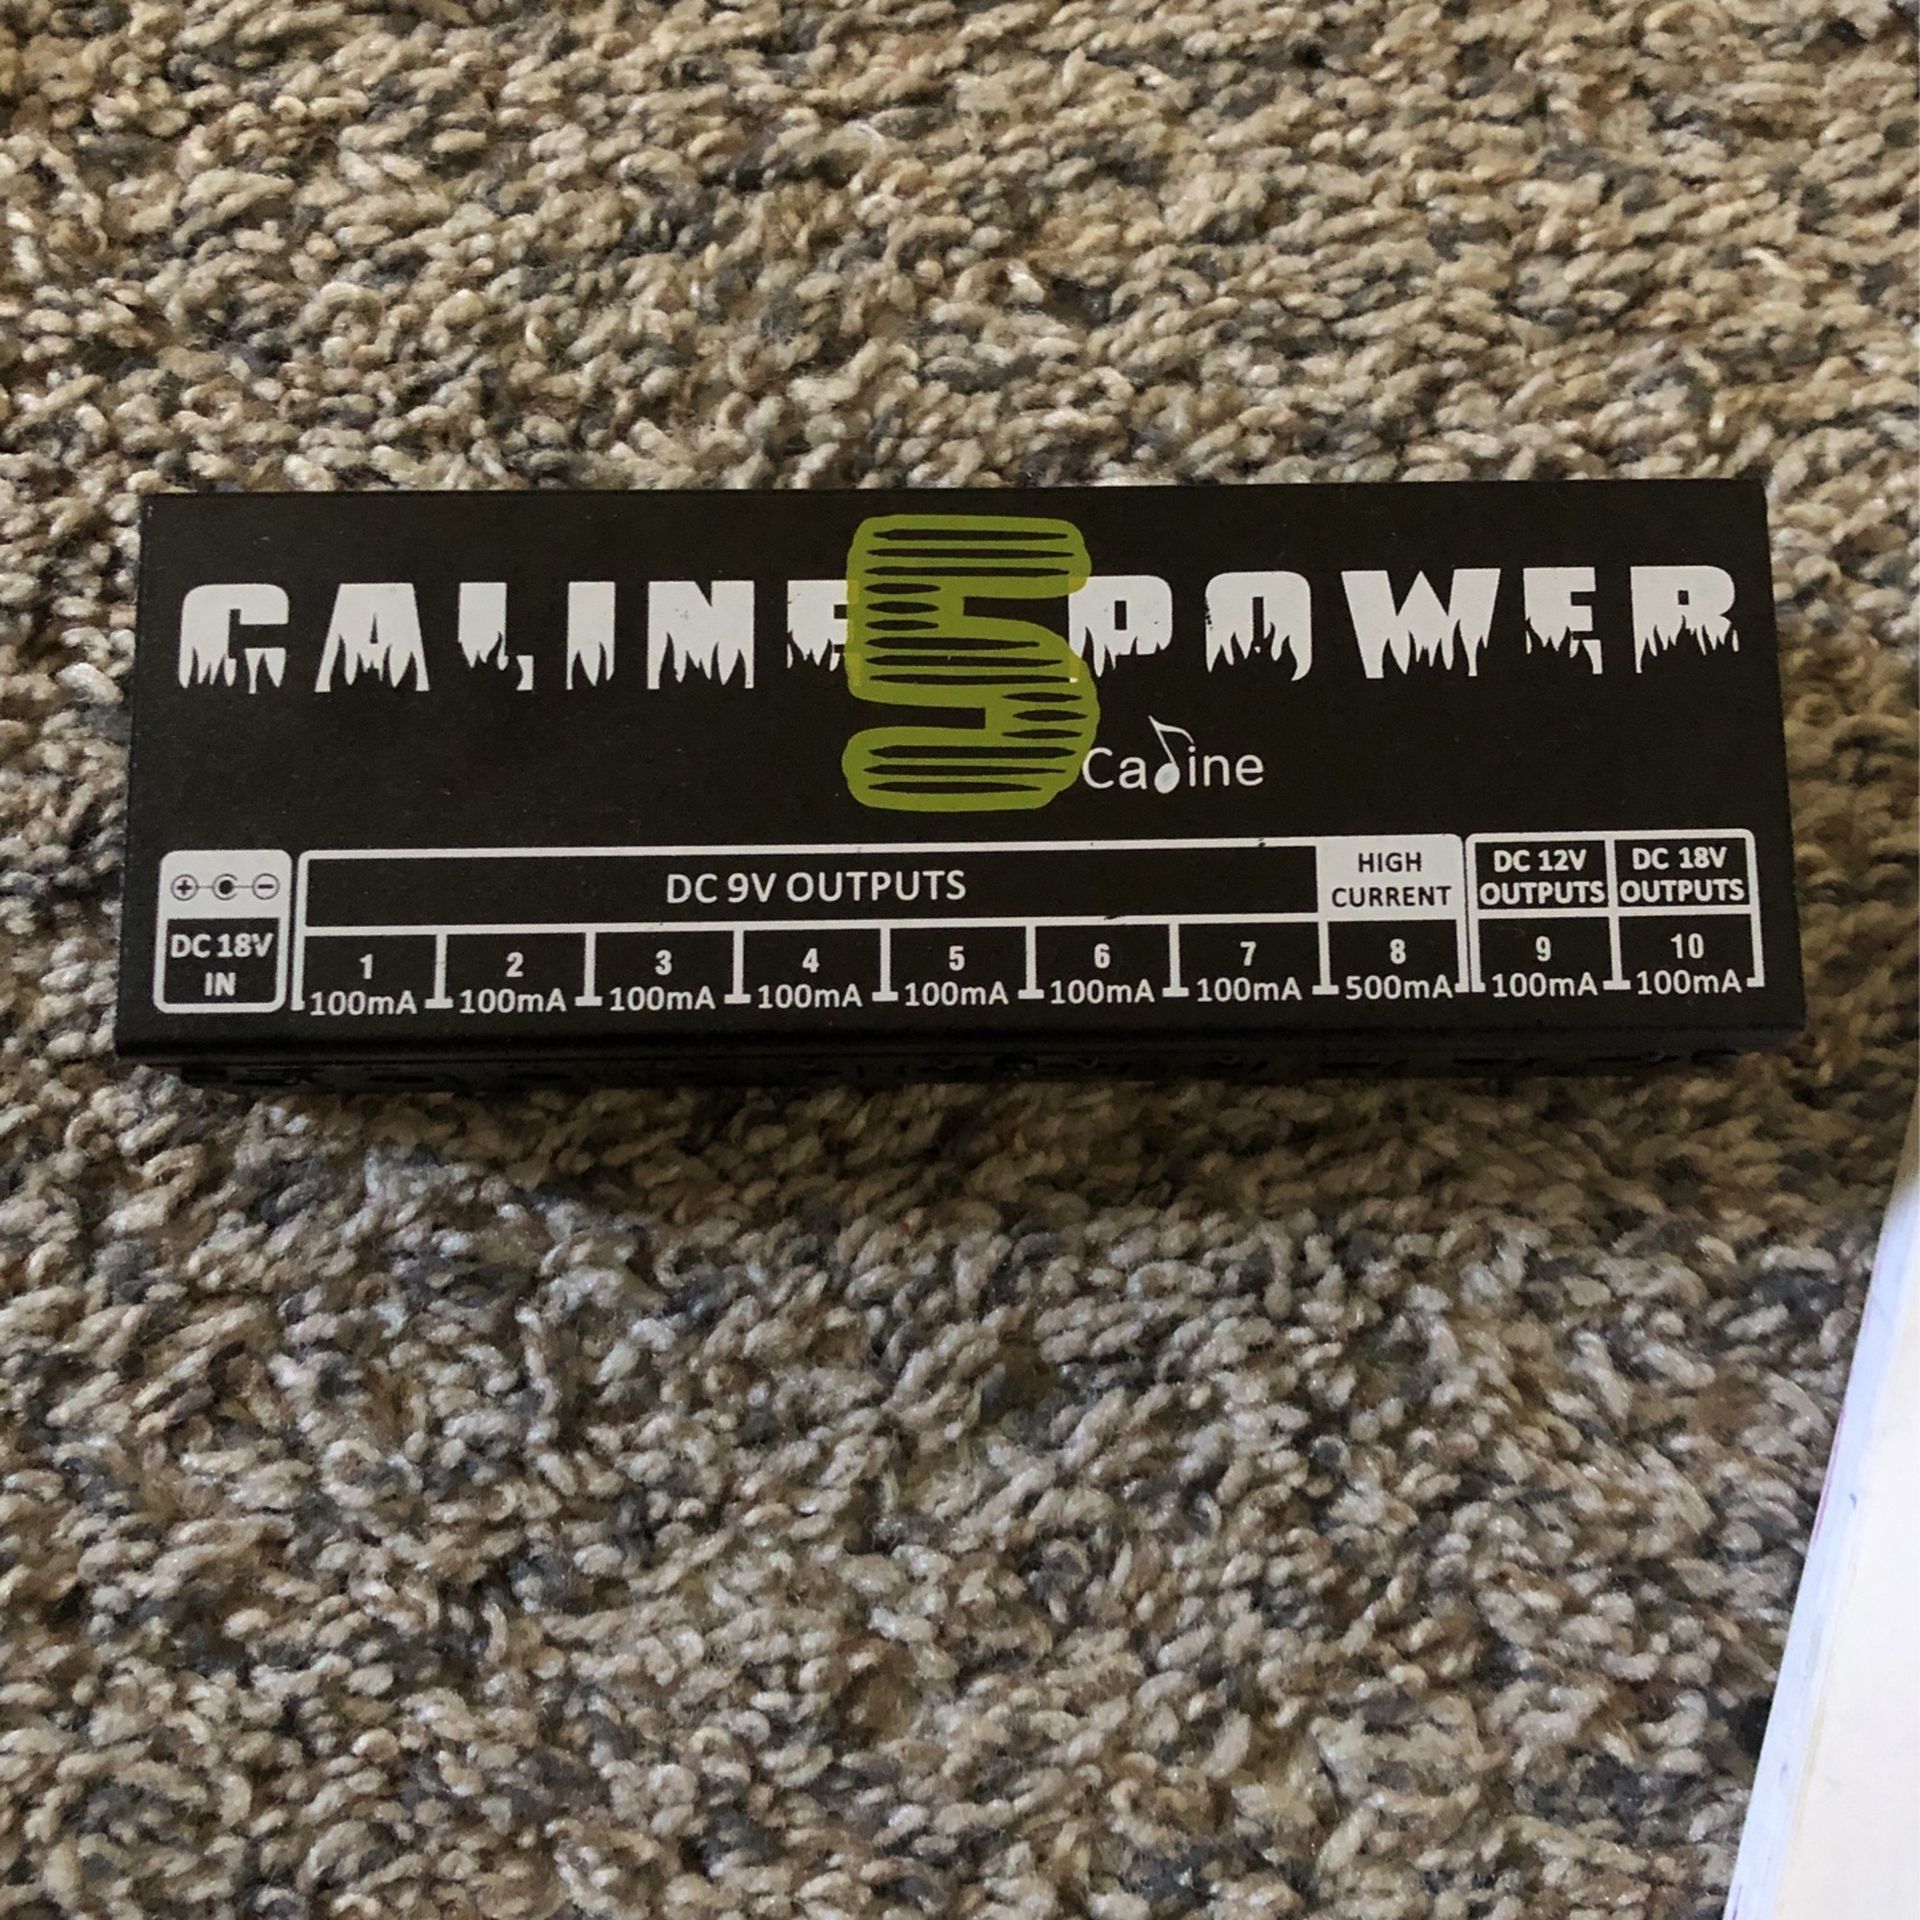 CALINE 5 POWER
Caline
DC 18V IN
DC 9V OUTPUTS
HIGH CURRENT
DC 12V OUTPUTS
DC 18V OUTPUTS
1 100mA
2 100mA
3 100mA
4 100mA
5 100mA
6 100mA
7 100mA
8 500mA
9 100mA
10 100mA